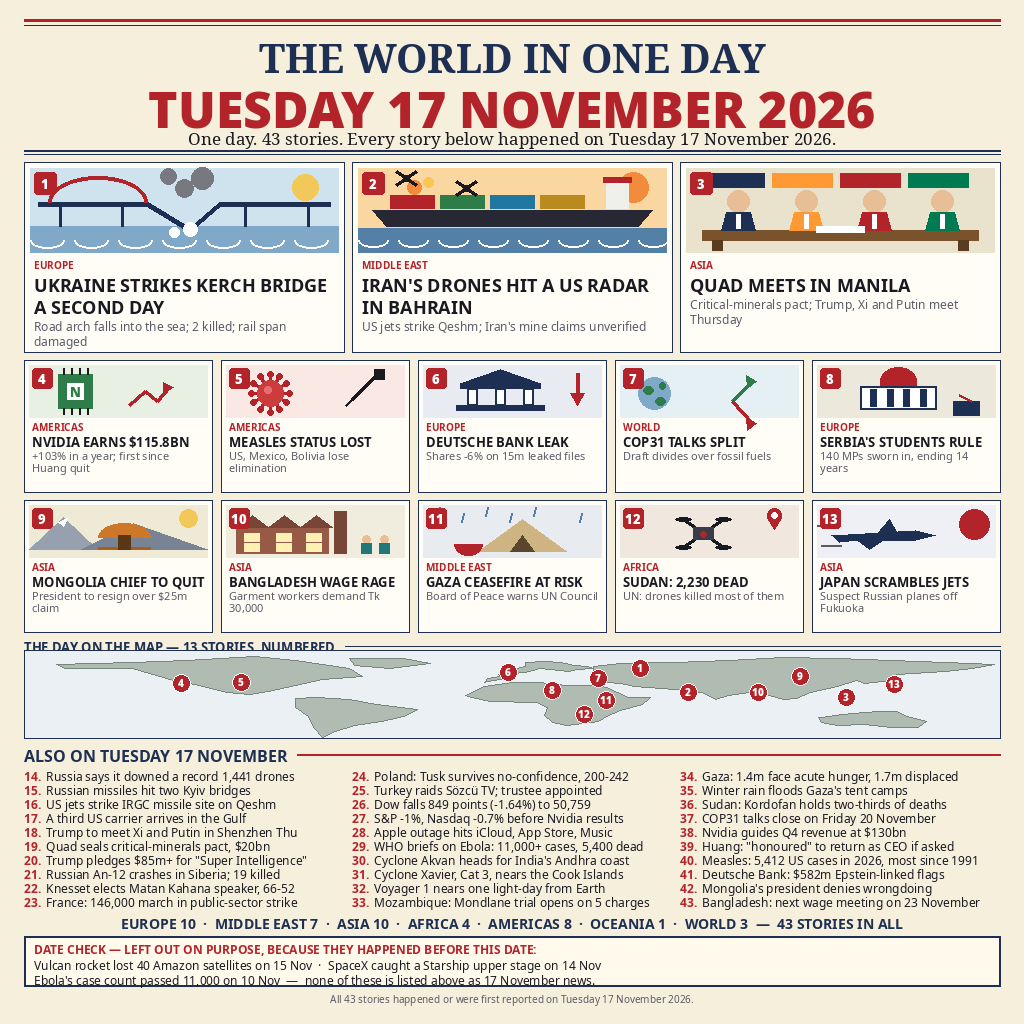 THE WORLD IN ONE DAY
TUESDAY 17 NOVEMBER 2026
One day. 43 stories. Every story below happened on Tuesday 17 November 2026.
1
EUROPE
UKRAINE STRIKES KERCH BRIDGE
A SECOND DAY
Road arch falls into the sea; 2 killed; rail span
damaged
2
MIDDLE EAST
IRAN'S DRONES HIT A US RADAR
IN BAHRAIN
US jets strike Qeshm; Iran's mine claims unverified
3
ASIA
QUAD MEETS IN MANILA
Critical-minerals pact; Trump, Xi and Putin meet
Thursday
4
N
AMERICAS
NVIDIA EARNS $115.8BN
+103% in a year; first since
Huang quit
5
AMERICAS
MEASLES STATUS LOST
US, Mexico, Bolivia lose
elimination
6
EUROPE
DEUTSCHE BANK LEAK
Shares -6% on 15m leaked files
7
WORLD
COP31 TALKS SPLIT
Draft divides over fossil fuels
8
EUROPE
SERBIA'S STUDENTS RULE
140 MPs sworn in, ending 14
years
9
ASIA
MONGOLIA CHIEF TO QUIT
President to resign over $25m
claim
10
ASIA
BANGLADESH WAGE RAGE
Garment workers demand Tk
30,000
11
MIDDLE EAST
GAZA CEASEFIRE AT RISK
Board of Peace warns UN Council
12
AFRICA
SUDAN: 2,230 DEAD
UN: drones killed most of them
13
ASIA
JAPAN SCRAMBLES JETS
Suspect Russian planes off
Fukuoka
THE DAY ON THE MAP — 13 STORIES, NUMBERED
4
5
6
8
7
1
11
12
2
10
9
3
13
ALSO ON TUESDAY 17 NOVEMBER
14. Russia says it downed a record 1,441 drones
15. Russian missiles hit two Kyiv bridges
16. US jets strike IRGC missile site on Qeshm
17. A third US carrier arrives in the Gulf
18. Trump to meet Xi and Putin in Shenzhen Thu
19. Quad seals critical-minerals pact, $20bn
20. Trump pledges $85m+ for "Super Intelligence"
21. Russian An-12 crashes in Siberia; 19 killed
22. Knesset elects Matan Kahana speaker, 66-52
23. France: 146,000 march in public-sector strike
24. Poland: Tusk survives no-confidence, 200-242
25. Turkey raids Sözcü TV; trustee appointed
26. Dow falls 849 points (-1.64%) to 50,759
27. S&P -1%, Nasdaq -0.7% before Nvidia results
28. Apple outage hits iCloud, App Store, Music
29. WHO briefs on Ebola: 11,000+ cases, 5,400 dead
30. Cyclone Akvan heads for India's Andhra coast
31. Cyclone Xavier, Cat 3, nears the Cook Islands
32. Voyager 1 nears one light-day from Earth
33. Mozambique: Mondlane trial opens on 5 charges
34. Gaza: 1.4m face acute hunger, 1.7m displaced
35. Winter rain floods Gaza's tent camps
36. Sudan: Kordofan holds two-thirds of deaths
37. COP31 talks close on Friday 20 November
38. Nvidia guides Q4 revenue at $130bn
39. Huang: "honoured" to return as CEO if asked
40. Measles: 5,412 US cases in 2026, most since 1991
41. Deutsche Bank: $582m Epstein-linked flags
42. Mongolia's president denies wrongdoing
43. Bangladesh: next wage meeting on 23 November
EUROPE 10 · MIDDLE EAST 7 · ASIA 10 · AFRICA 4 · AMERICAS 8 · OCEANIA 1 · WORLD 3 — 43 STORIES IN ALL
DATE CHECK — LEFT OUT ON PURPOSE, BECAUSE THEY HAPPENED BEFORE THIS DATE:
Vulcan rocket lost 40 Amazon satellites on 15 Nov · SpaceX caught a Starship upper stage on 14 Nov
Ebola's case count passed 11,000 on 10 Nov — none of these is listed above as 17 November news.
All 43 stories happened or were first reported on Tuesday 17 November 2026.